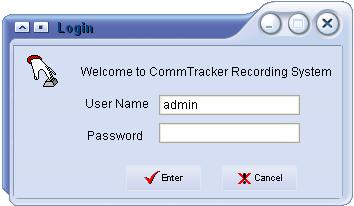 Login
Welcome to CommTracker Recording System
User Name admin
Password
Enter Cancel